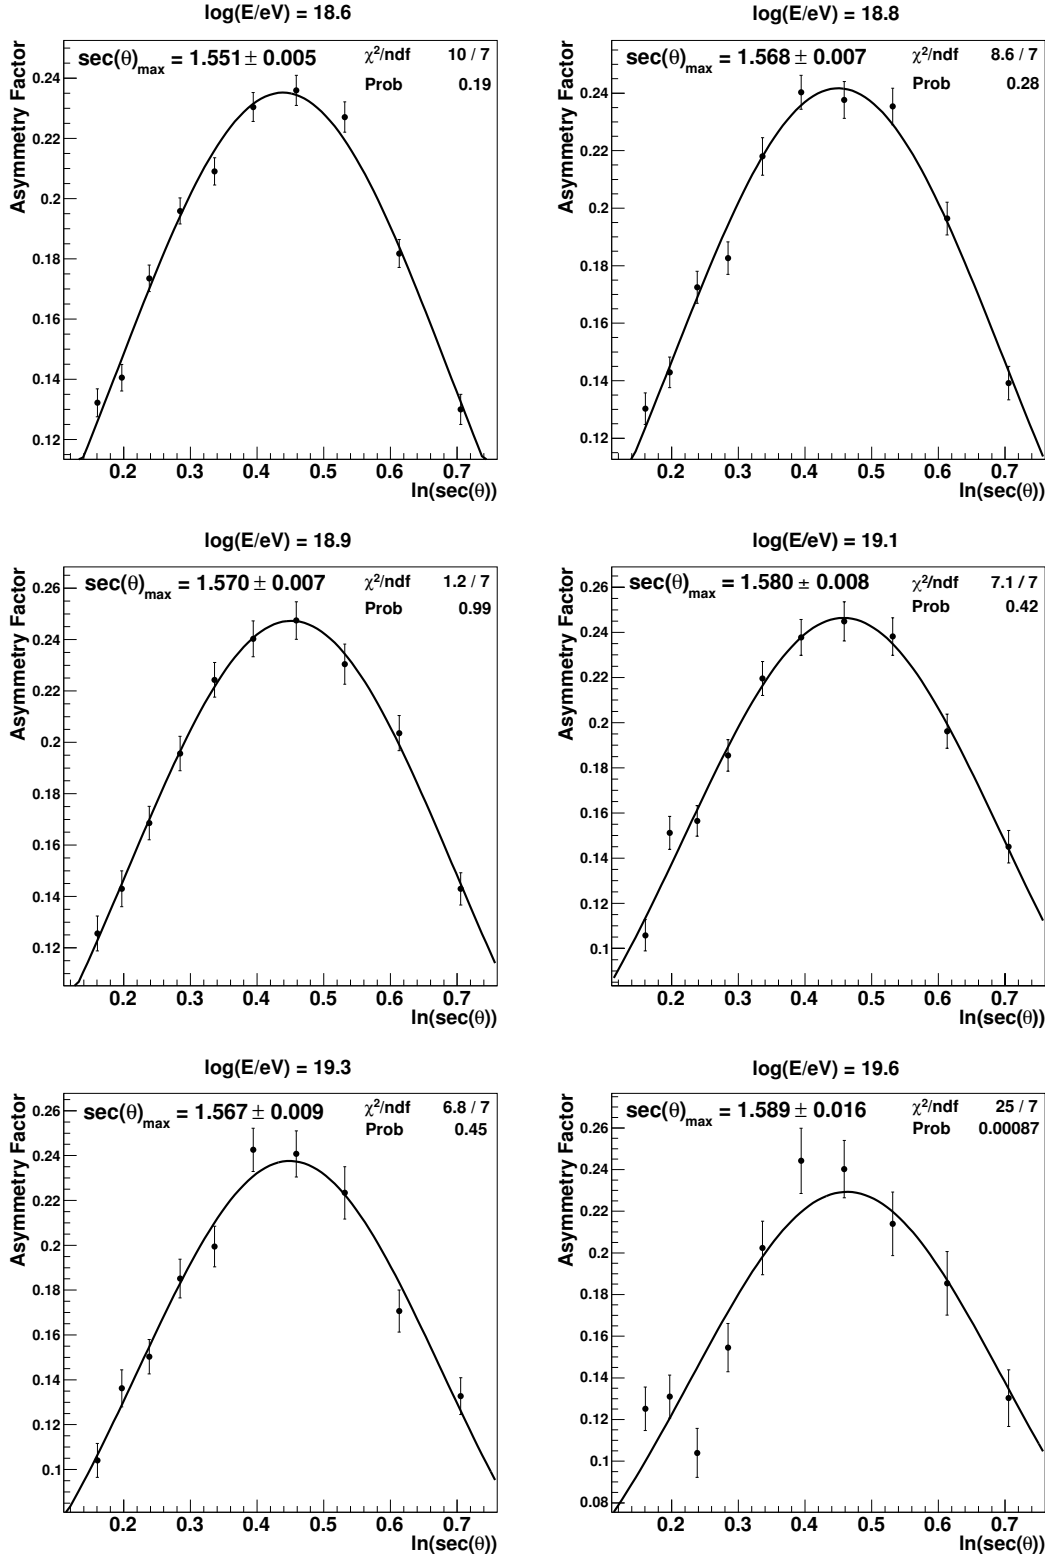 log(E/eV) = 18.6
sec(θ)max = 1.551 ± 0.005
χ²/ndf 10 / 7
Prob 0.19
Asymmetry Factor
0.24
0.22
0.2
0.18
0.16
0.14
0.12
0.2 0.3 0.4 0.5 0.6 0.7
ln(sec(θ))
log(E/eV) = 18.8
sec(θ)max = 1.568 ± 0.007
χ²/ndf 8.6 / 7
Prob 0.28
Asymmetry Factor
0.24
0.22
0.2
0.18
0.16
0.14
0.12
0.2 0.3 0.4 0.5 0.6 0.7
ln(sec(θ))
log(E/eV) = 18.9
sec(θ)max = 1.570 ± 0.007
χ²/ndf 1.2 / 7
Prob 0.99
Asymmetry Factor
0.26
0.24
0.22
0.2
0.18
0.16
0.14
0.12
0.2 0.3 0.4 0.5 0.6 0.7
ln(sec(θ))
log(E/eV) = 19.1
sec(θ)max = 1.580 ± 0.008
χ²/ndf 7.1 / 7
Prob 0.42
Asymmetry Factor
0.26
0.24
0.22
0.2
0.18
0.16
0.14
0.12
0.1
0.2 0.3 0.4 0.5 0.6 0.7
ln(sec(θ))
log(E/eV) = 19.3
sec(θ)max = 1.567 ± 0.009
χ²/ndf 6.8 / 7
Prob 0.45
Asymmetry Factor
0.26
0.24
0.22
0.2
0.18
0.16
0.14
0.12
0.1
0.2 0.3 0.4 0.5 0.6 0.7
ln(sec(θ))
log(E/eV) = 19.6
sec(θ)max = 1.589 ± 0.016
χ²/ndf 25 / 7
Prob 0.00087
Asymmetry Factor
0.26
0.24
0.22
0.2
0.18
0.16
0.14
0.12
0.1
0.08
0.2 0.3 0.4 0.5 0.6 0.7
ln(sec(θ))